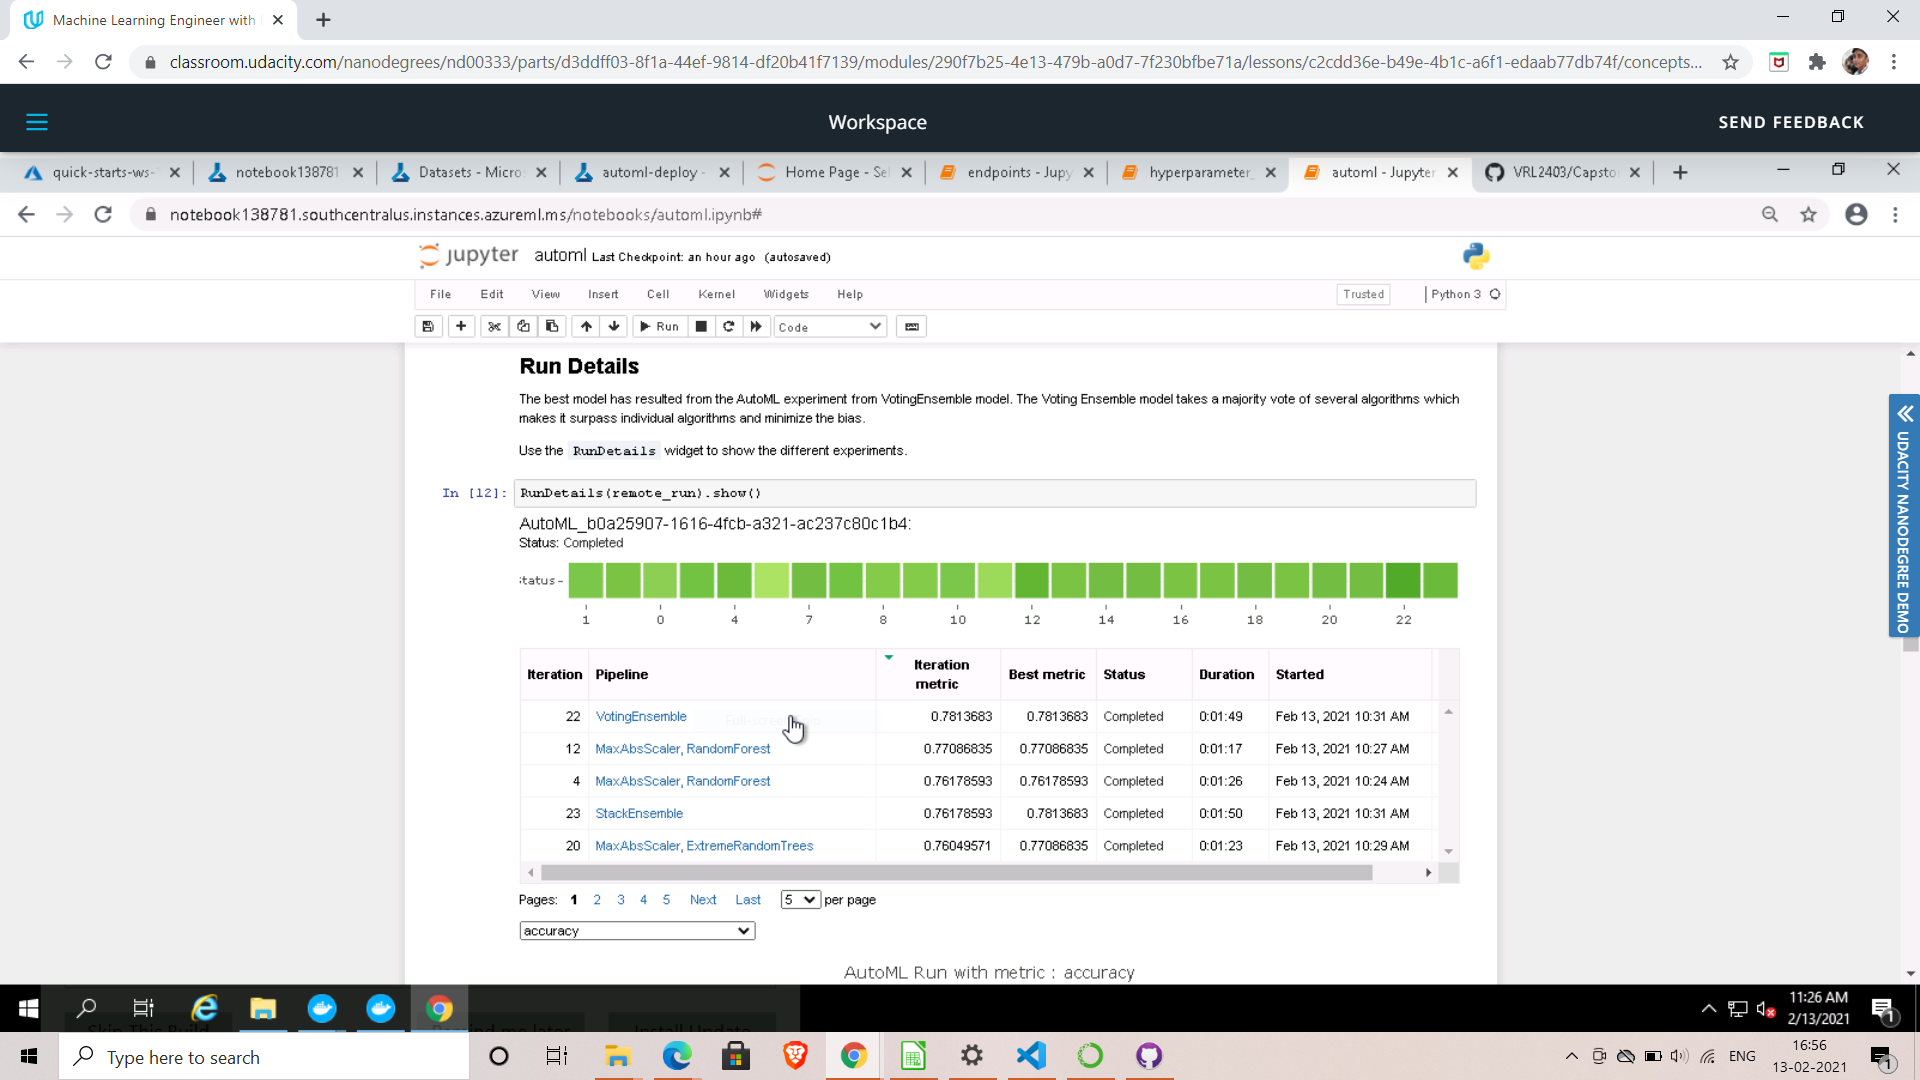 Machine Learning Engineer with
classroom.udacity.com/nanodegrees/nd00333/parts/d3ddff03-8f1a-44ef-9814-df20b41f7139/modules/290f7b25-4e13-479b-a0d7-7f230bfbe71a/lessons/c2cdd36e-b49e-4b1c-a6f1-edaab77db74f/concepts...
Workspace
SEND FEEDBACK
quick-starts-ws- notebook138781 Datasets - Micro automl-deploy - Home Page - Sel endpoints - Jupy hyperparameter_ automl - Jupyter VRL2403/Capsto
notebook138781.southcentralus.instances.azureml.ms/notebooks/automl.ipynb#
jupyter automl Last Checkpoint: an hour ago (autosaved)
File Edit View Insert Cell Kernel Widgets Help Trusted Python 3
Run Code
Run Details
The best model has resulted from the AutoML experiment from VotingEnsemble model. The Voting Ensemble model takes a majority vote of several algorithms which
makes it surpass individual algorithms and minimize the bias.
Use the RunDetails widget to show the different experiments.
In [12]: RunDetails(remote_run).show()
AutoML_b0a25907-1616-4fcb-a321-ac237c80c1b4:
Status: Completed
tatus
1 0 4 7 8 10 12 14 16 18 20 22
Iteration Pipeline Iteration metric Best metric Status Duration Started
22 VotingEnsemble 0.7813683 0.7813683 Completed 0:01:49 Feb 13, 2021 10:31 AM
12 MaxAbsScaler, RandomForest 0.77086835 0.77086835 Completed 0:01:17 Feb 13, 2021 10:27 AM
4 MaxAbsScaler, RandomForest 0.76178593 0.76178593 Completed 0:01:26 Feb 13, 2021 10:24 AM
23 StackEnsemble 0.76178593 0.7813683 Completed 0:01:50 Feb 13, 2021 10:31 AM
20 MaxAbsScaler, ExtremeRandomTrees 0.76049571 0.77086835 Completed 0:01:23 Feb 13, 2021 10:29 AM
Pages: 1 2 3 4 5 Next Last 5 per page
accuracy
AutoML Run with metric : accuracy
UDACITY NANODEGREE DEMO
Skip This Build Remind me later Install Update
11:26 AM
2/13/2021
1
Type here to search
ENG
16:56
13-02-2021
1